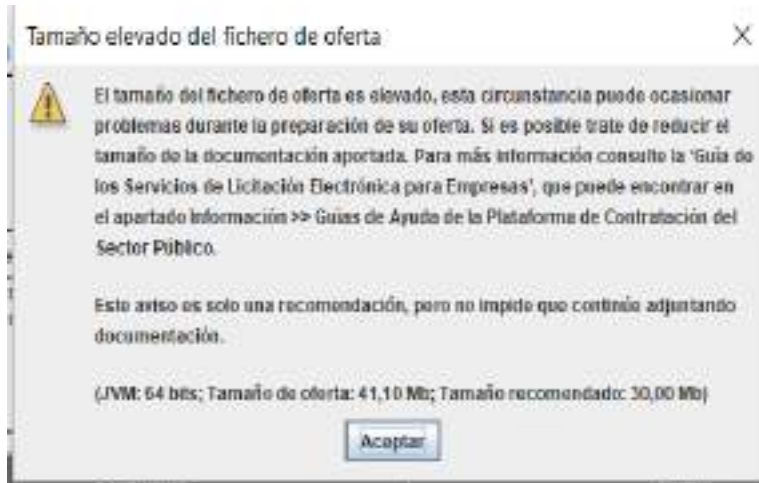 Tamaño elevado del fichero de oferta
El tamaño del fichero de oferta es elevado, esta circunstancia puede ocasionar
problemas durante la preparación de su oferta. Si es posible trate de reducir el
tamaño de la documentación aportada. Para más información consulte la 'Guía de
los Servicios de Licitación Electrónica para Empresas', que puede encontrar en
el apartado Información >> Guías de Ayuda de la Plataforma de Contratación del
Sector Público.
Este aviso es solo una recomendación, pero no impide que continúe adjuntando
documentación.
(JVM: 64 bits; Tamaño de oferta: 41,10 Mb; Tamaño recomendado: 30,00 Mb)
Aceptar